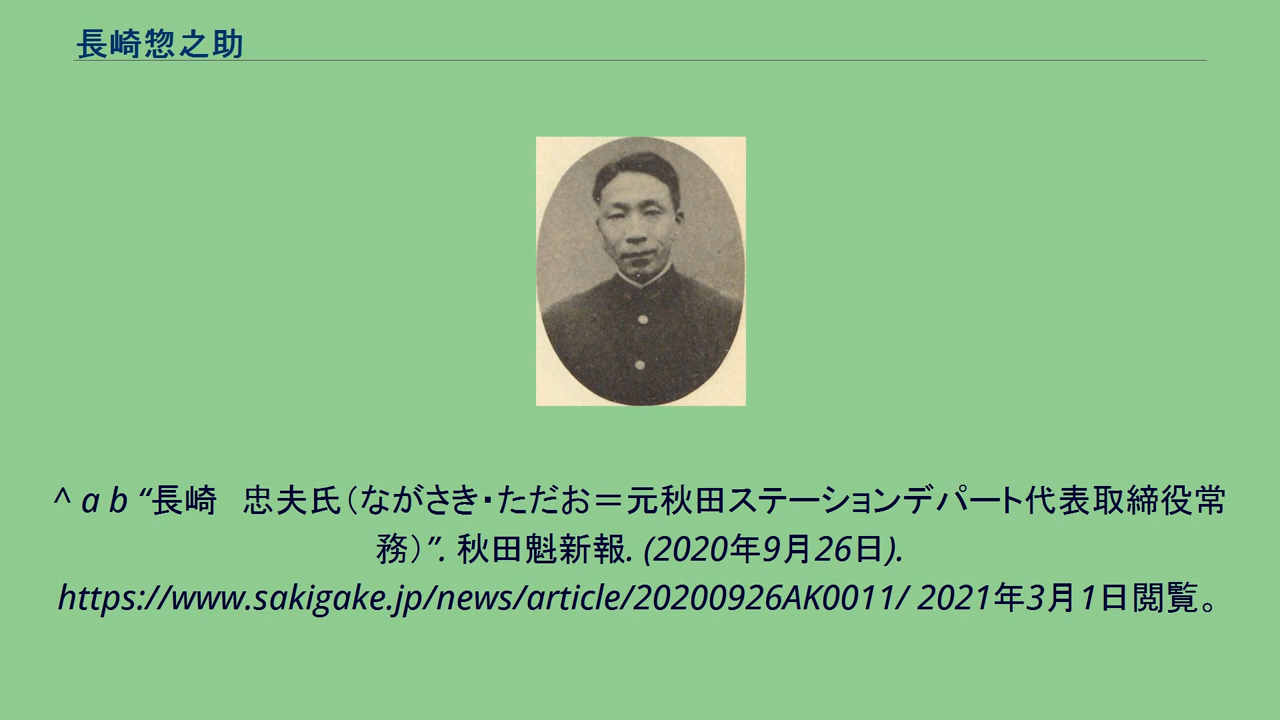 長崎惣之助
^ a b “長崎　忠夫氏（ながさき・ただお＝元秋田ステーションデパート代表取締役常
務）”. 秋田魁新報. (2020年9月26日).
https://www.sakigake.jp/news/article/20200926AK0011/ 2021年3月1日閲覧。